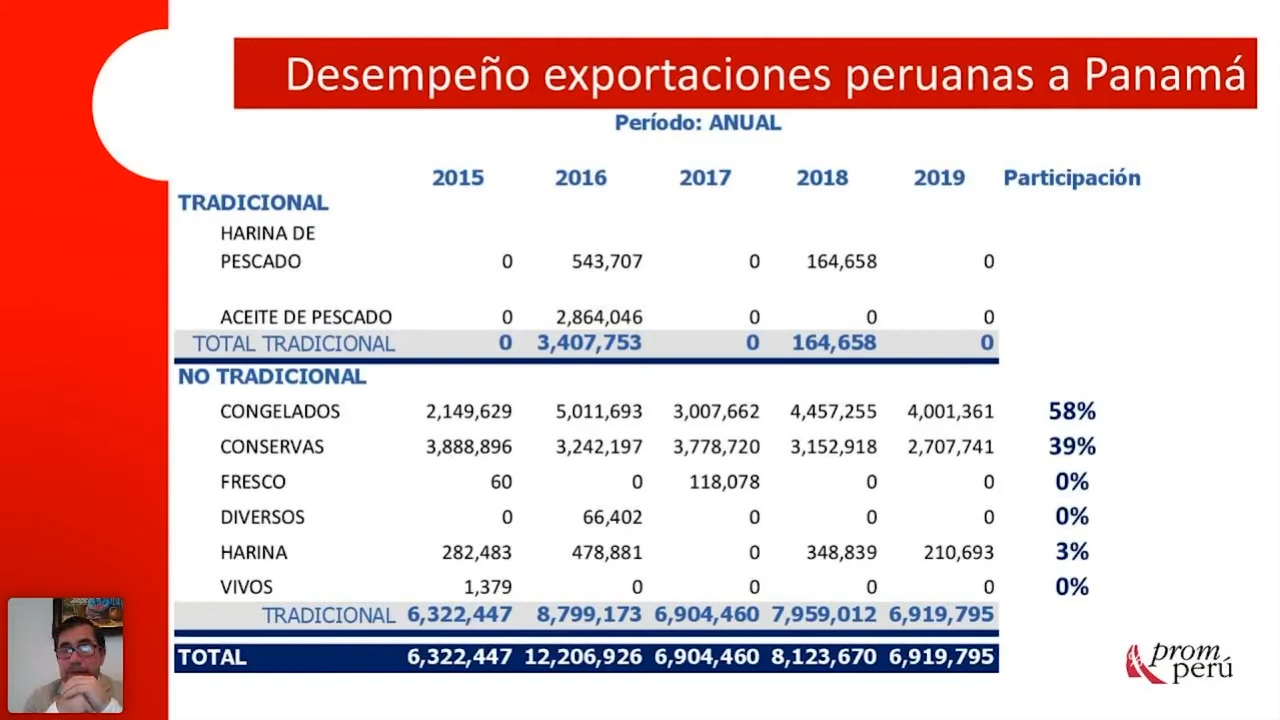 Desempeño exportaciones peruanas a Panamá
Período: ANUAL
2015 2016 2017 2018 2019 Participación
TRADICIONAL
HARINA DE
PESCADO 0 543,707 0 164,658 0
ACEITE DE PESCADO 0 2,864,046 0 0 0
TOTAL TRADICIONAL 0 3,407,753 0 164,658 0
NO TRADICIONAL
CONGELADOS 2,149,629 5,011,693 3,007,662 4,457,255 4,001,361 58%
CONSERVAS 3,888,896 3,242,197 3,778,720 3,152,918 2,707,741 39%
FRESCO 60 0 118,078 0 0 0%
DIVERSOS 0 66,402 0 0 0 0%
HARINA 282,483 478,881 0 348,839 210,693 3%
VIVOS 1,379 0 0 0 0 0%
TRADICIONAL 6,322,447 8,799,173 6,904,460 7,959,012 6,919,795
TOTAL 6,322,447 12,206,926 6,904,460 8,123,670 6,919,795
prom
perú